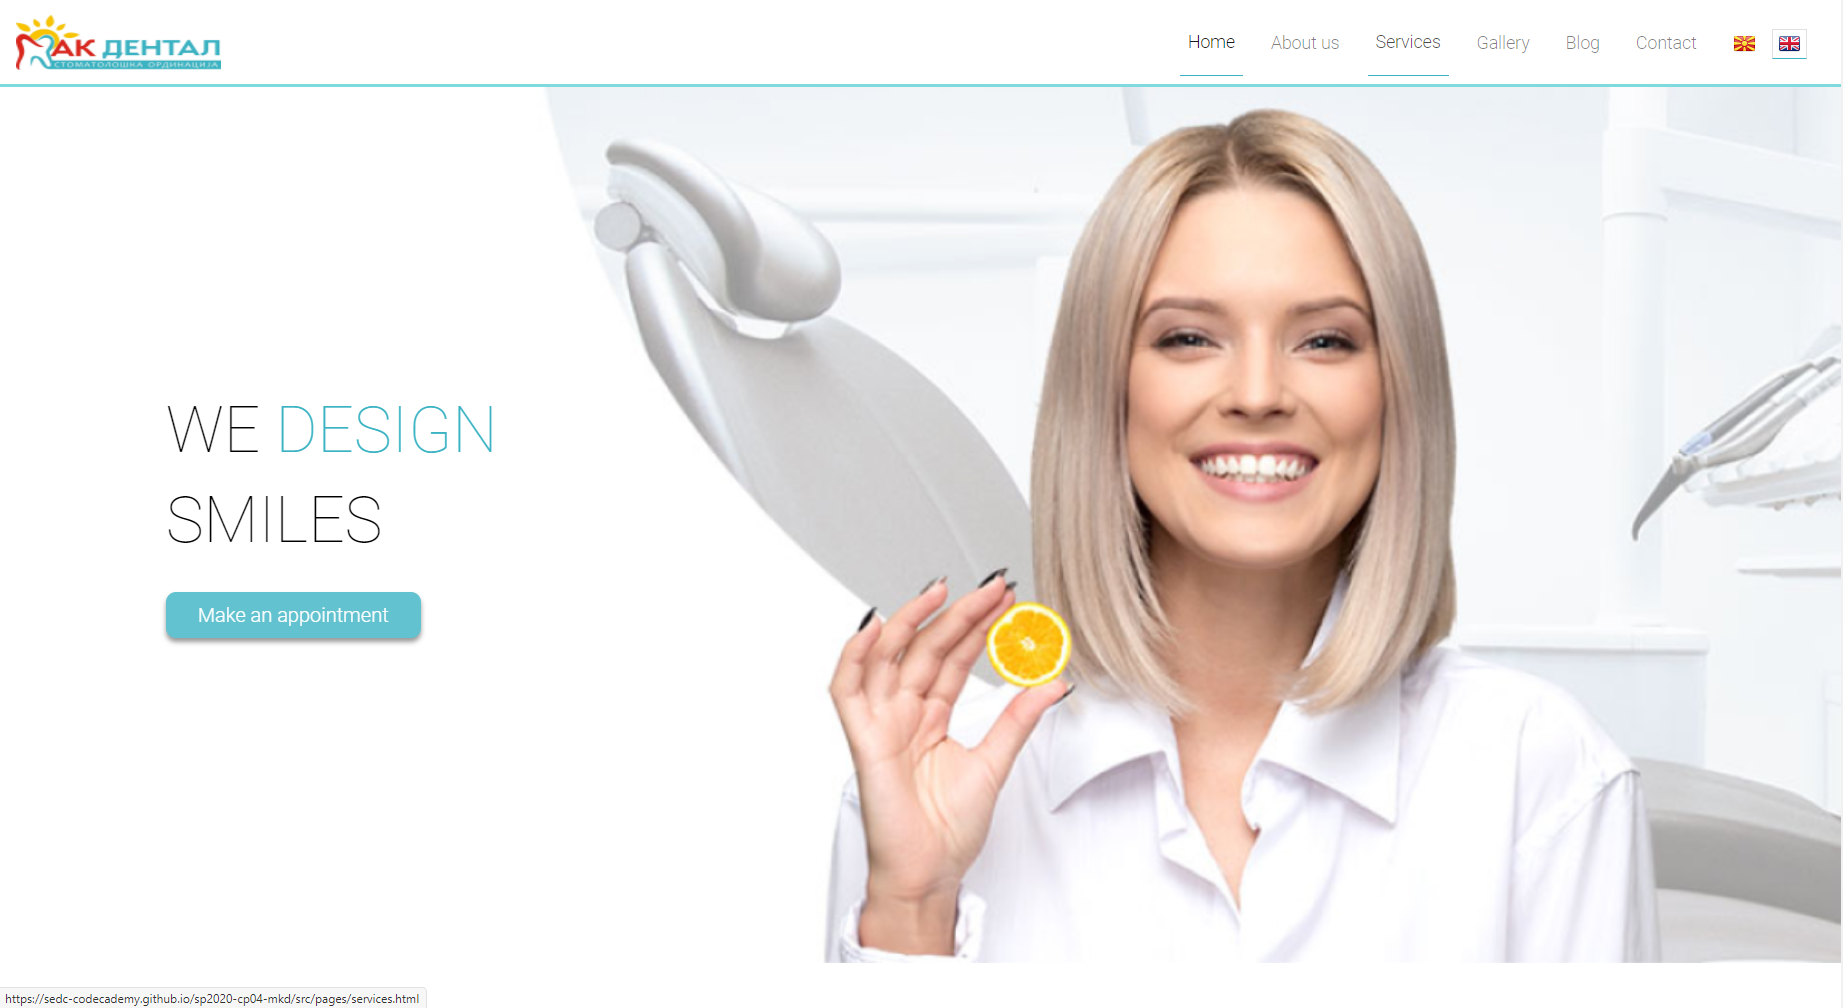 МАК ДЕНТАЛ
СТОМАТОЛОШКА ОРДИНАЦИЈА
Home About us Services Gallery Blog Contact
WE DESIGN
SMILES
Make an appointment
https://sedc-codecademy.github.io/sp2020-cp04-mkd/src/pages/services.html